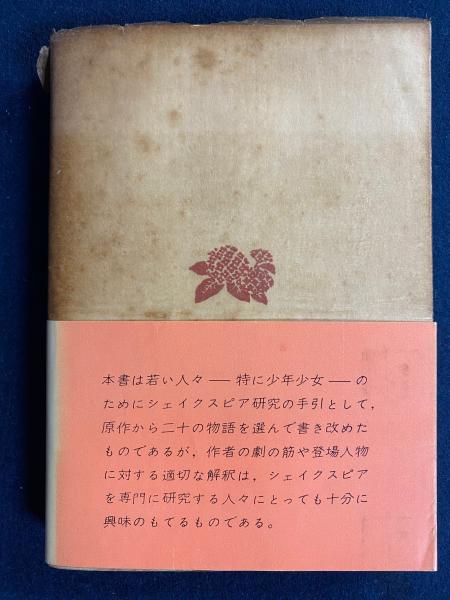 本書は若い人々 ── 特に少年少女 ── の
ためにシェイクスピア研究の手引として，
原作から二十の物語を選んで書き改めた
ものであるが，作者の劇の筋や登場人物
に対する適切な解釈は，シェイクスピア
を専門に研究する人々にとっても十分に
興味のもてるものである。